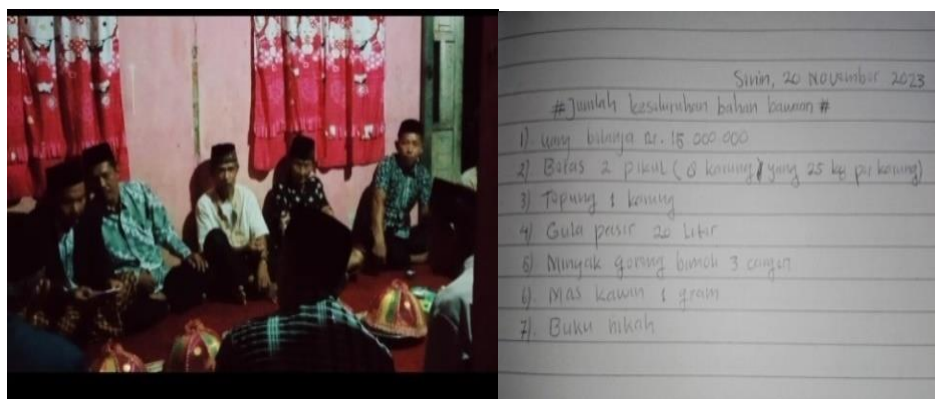 Senin, 20 November 2023
# Jumlah keseluruhan bahan bawaan #
1). Uang bilanja Rp. 15 000.000
2). Beras 2 pikul (8 karung) yang 25 kg per karung)
3) Tepung 1 karung
4) Gula pasir 20 Liter
5) Minyak goreng bimoli 3
6). Mas kawin 1 gram
7). Buku nikah